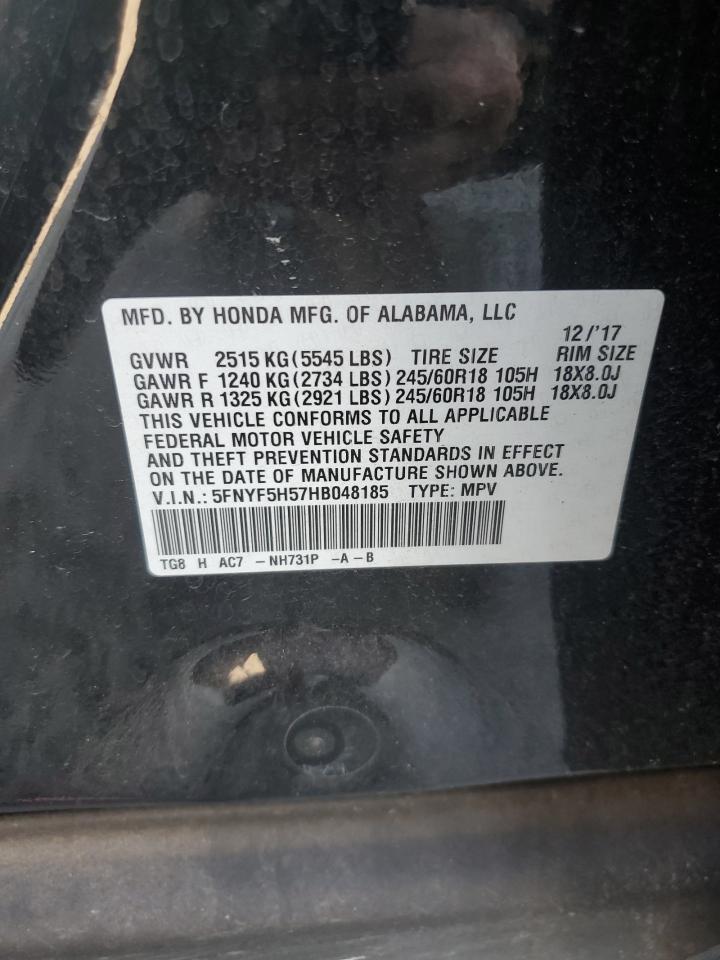 MFD. BY HONDA MFG. OF ALABAMA, LLC
12/'17
GVWR 2515 KG (5545 LBS) TIRE SIZE RIM SIZE
GAWR F 1240 KG (2734 LBS) 245/60R18 105H 18X8.0J
GAWR R 1325 KG (2921 LBS) 245/60R18 105H 18X8.0J
THIS VEHICLE CONFORMS TO ALL APPLICABLE
FEDERAL MOTOR VEHICLE SAFETY
AND THEFT PREVENTION STANDARDS IN EFFECT
ON THE DATE OF MANUFACTURE SHOWN ABOVE.
V.I.N.: 5FNYF5H57HB048185 TYPE: MPV
TG8 H AC7 -NH731P -A-B